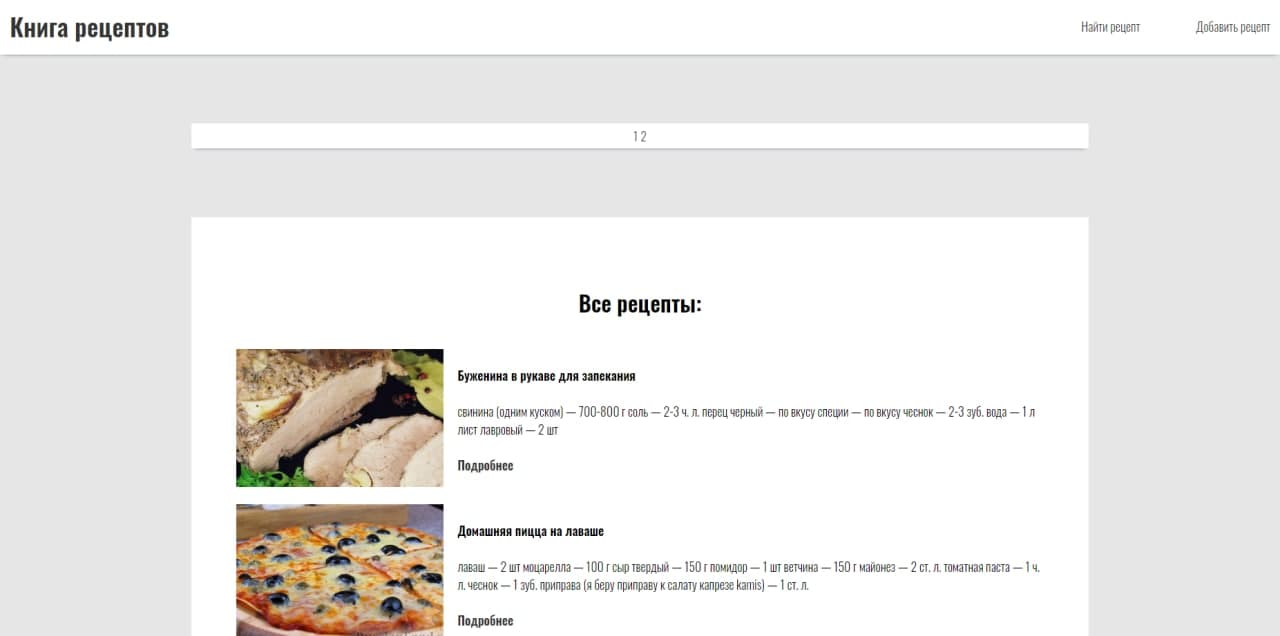 Книга рецептов
Найти рецепт
Добавить рецепт
1 2
Все рецепты:
Буженина в рукаве для запекания
свинина (одним куском) — 700-800 г соль — 2-3 ч. л. перец черный — по вкусу специи — по вкусу чеснок — 2-3 зуб. вода — 1 л
лист лавровый — 2 шт
Подробнее
Домашняя пицца на лаваше
лаваш — 2 шт моцарелла — 100 г сыр твердый — 150 г помидор — 1 шт ветчина — 150 г майонез — 2 ст. л. томатная паста — 1 ч.
л. чеснок — 1 зуб. приправа (я беру приправу к салату капрезе kamis) — 1 ст. л.
Подробнее